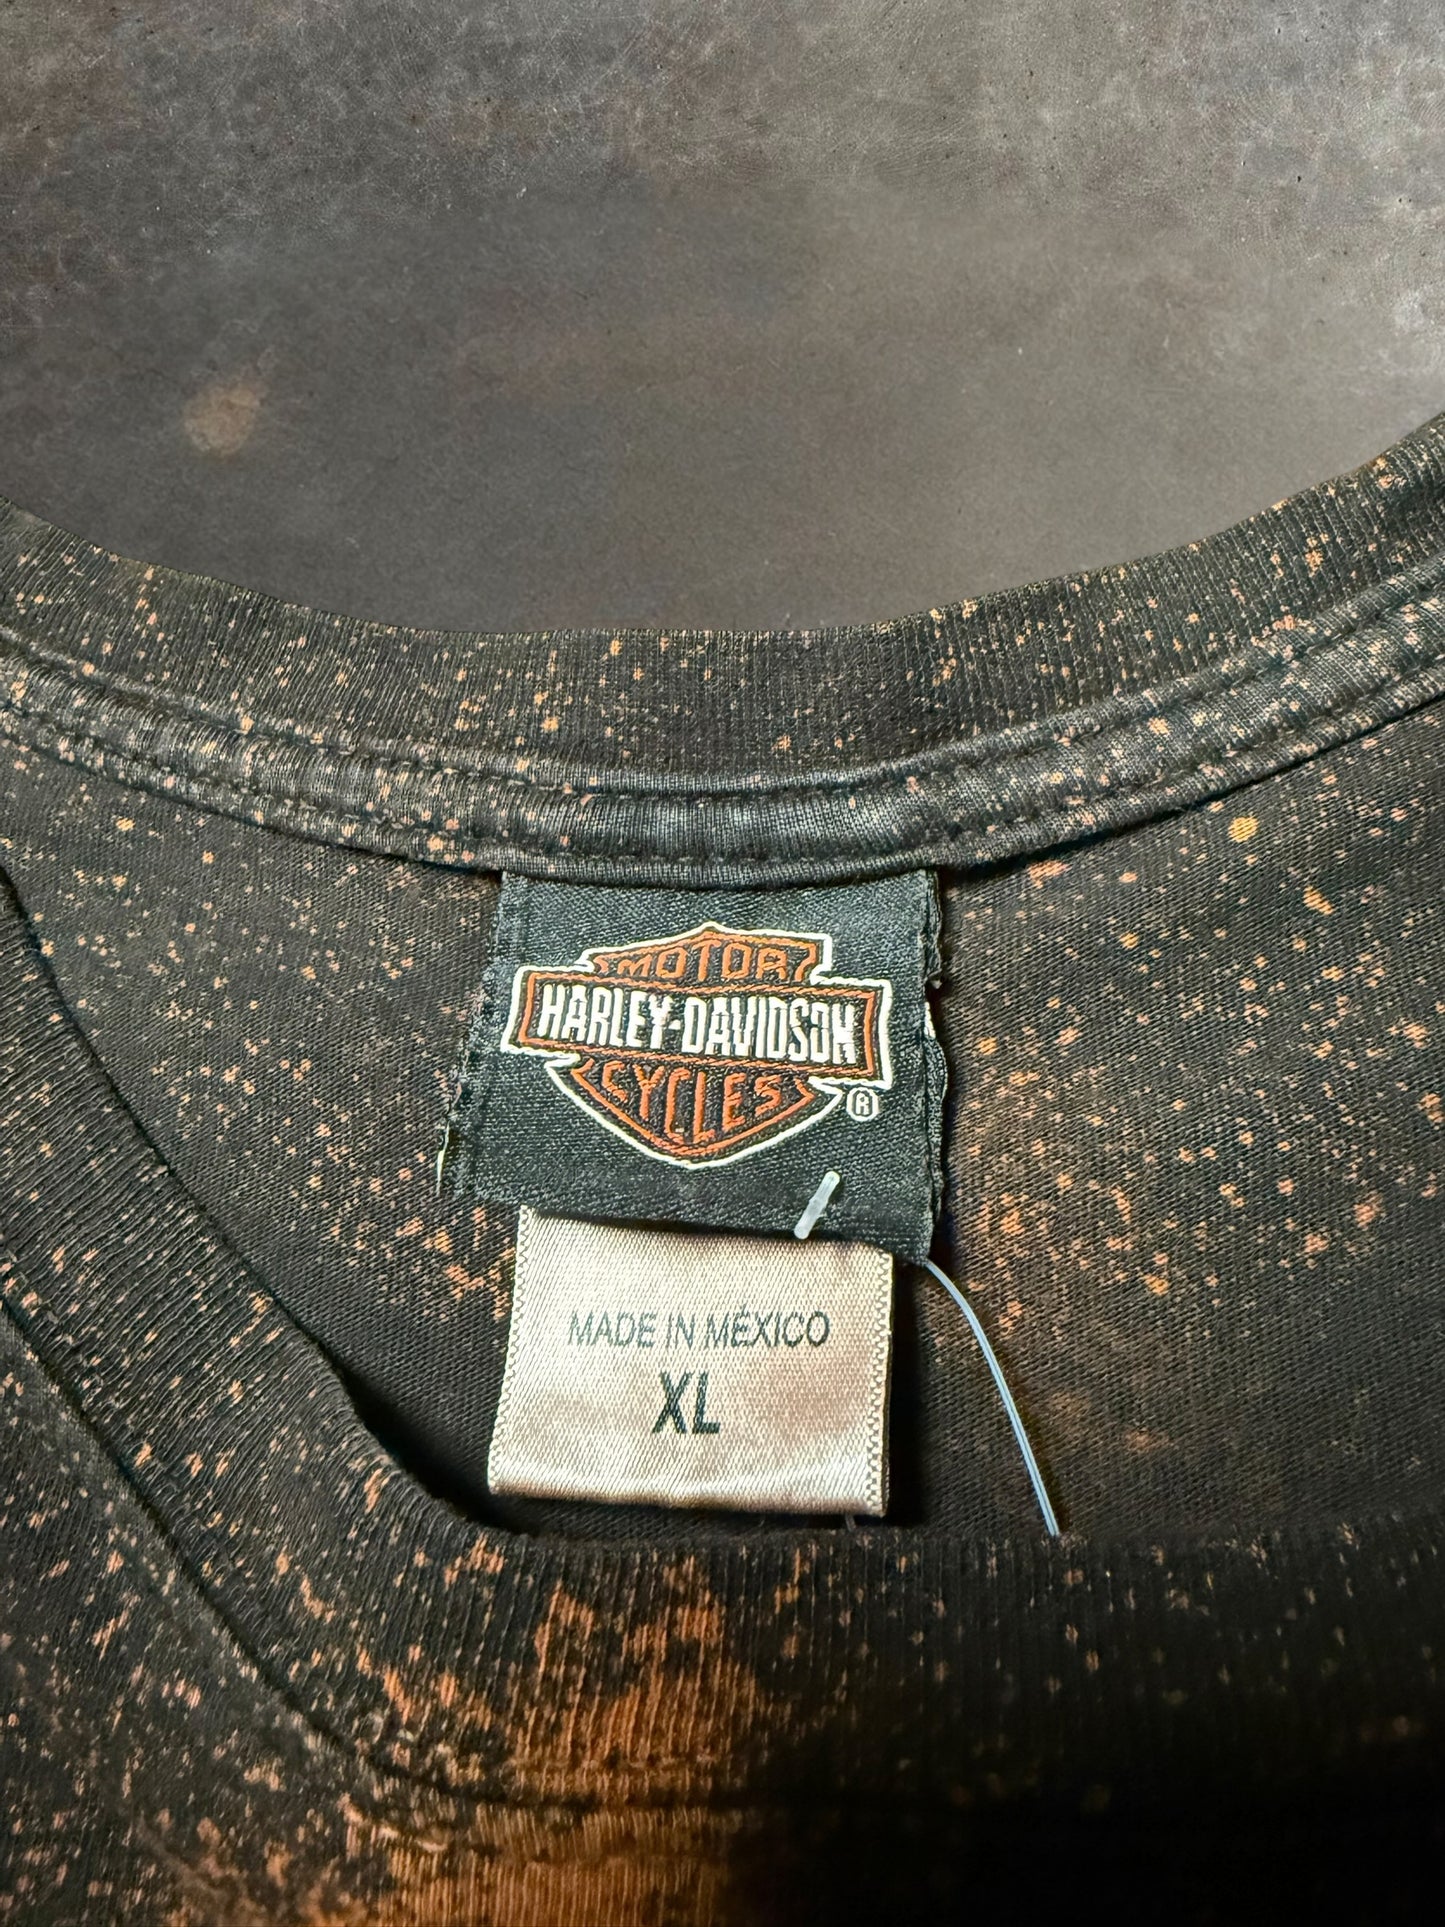 MOTOR
HARLEY-DAVIDSON
CYCLES
®
MADE IN MÉXICO
XL